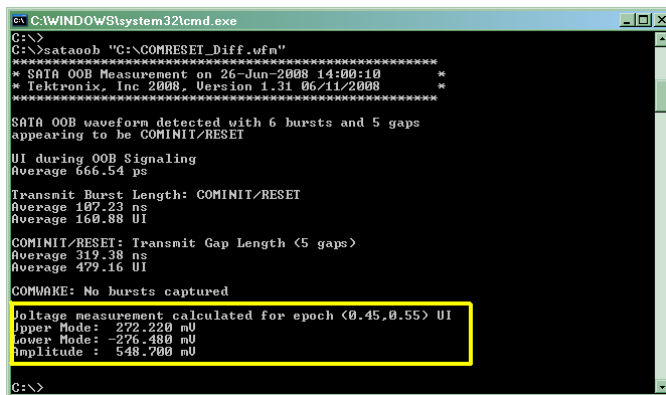 C:\WINDOWS\system32\cmd.exe
C:\>
C:\>sataoob "C:\COMRESET_Diff.wfm"
**************************************************
* SATA OOB Measurement on 26-Jun-2008 14:00:10 *
* Tektronix, Inc 2008, Version 1.31 06/11/2008 *
**************************************************
SATA OOB waveform detected with 6 bursts and 5 gaps
appearing to be COMINIT/RESET
UI during OOB Signaling
Average 666.54 ps
Transmit Burst Length: COMINIT/RESET
Average 107.23 ns
Average 160.88 UI
COMINIT/RESET: Transmit Gap Length (5 gaps)
Average 319.38 ns
Average 479.16 UI
COMWAKE: No bursts captured
Voltage measurement calculated for epoch (0.45,0.55) UI
Upper Mode: 272.220 mV
Lower Mode: -276.480 mV
Amplitude : 548.700 mV
C:\>